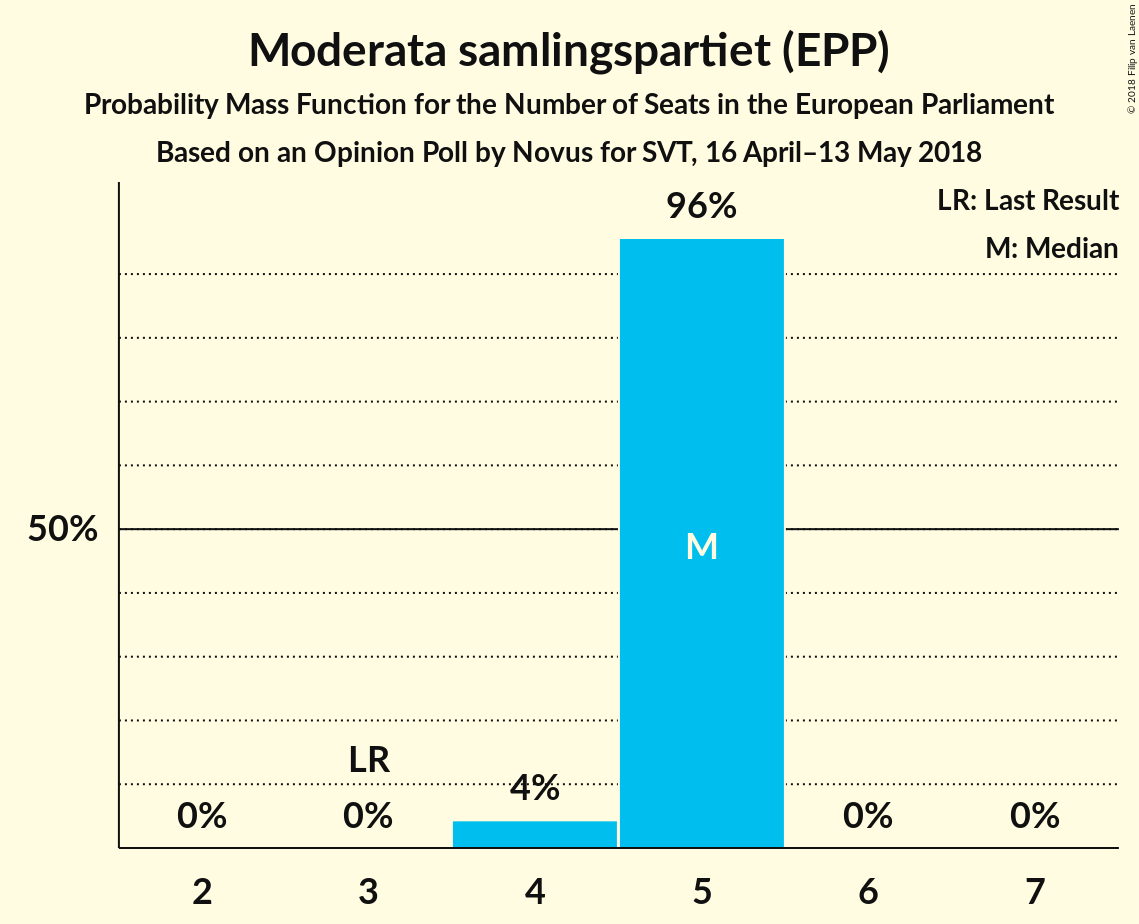 Moderata samlingspartiet (EPP)
Probability Mass Function for the Number of Seats in the European Parliament
Based on an Opinion Poll by Novus for SVT, 16 April–13 May 2018
© 2018 Filip van Laenen
LR: Last Result
M: Median
96%
50%
M
LR
4%
0%
0%
0%
0%
2
3
4
5
6
7